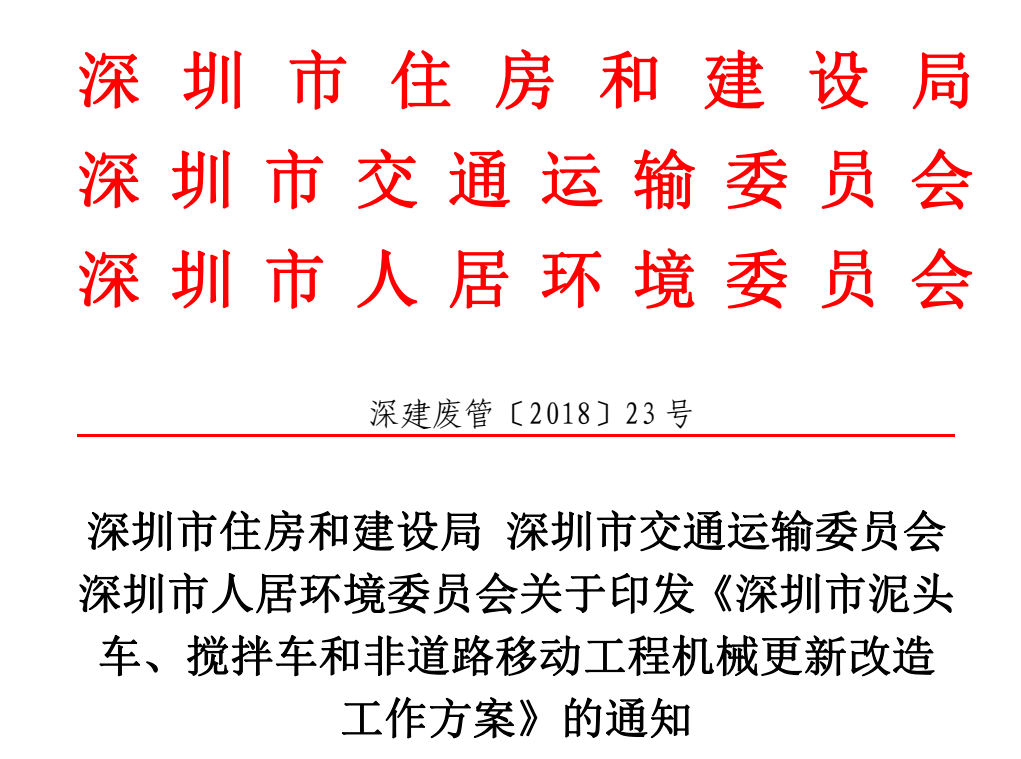 深圳市住房和建设局
深圳市交通运输委员会
深圳市人居环境委员会
深建废管〔2018〕23号
深圳市住房和建设局 深圳市交通运输委员会
深圳市人居环境委员会关于印发《深圳市泥头
车、搅拌车和非道路移动工程机械更新改造
工作方案》的通知